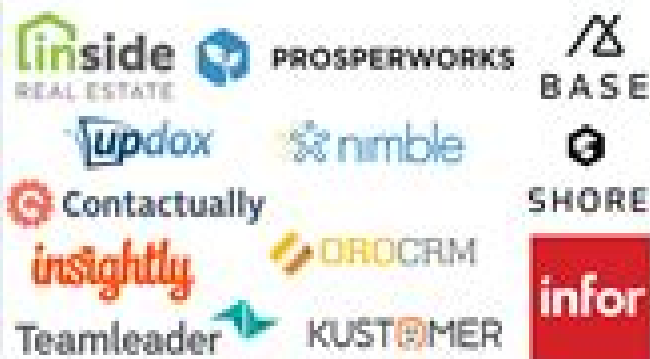 inside
REAL ESTATE
PROSPERWORKS
BASE
updox
nimble
SHORE
Contactually
insightly
OROCRM
infor
Teamleader
KUSTOMER